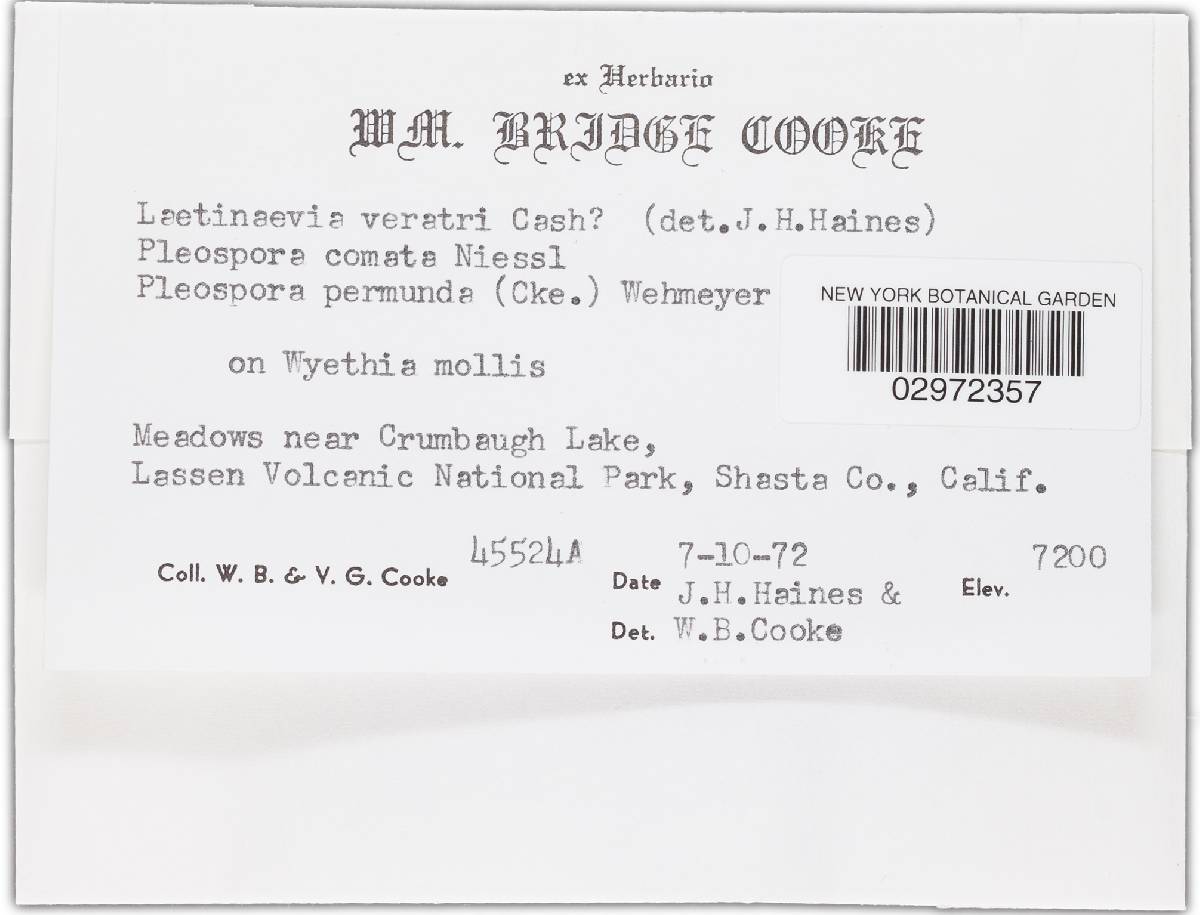 ex Herbario
WM. BRIDGE COOKE
Laetinaevia veratri Cash? (det.J.H.Haines)
Pleospora comata Niessl
Pleospora permunda (Cke.) Wehmeyer
NEW YORK BOTANICAL GARDEN
02972357
on Wyethia mollis
Meadows near Crumbaugh Lake,
Lassen Volcanic National Park, Shasta Co., Calif.
Coll. W. B. & V. G. Cooke 45524A Date 7-10-72 Elev. 7200
Det. J.H.Haines &
W.B.Cooke